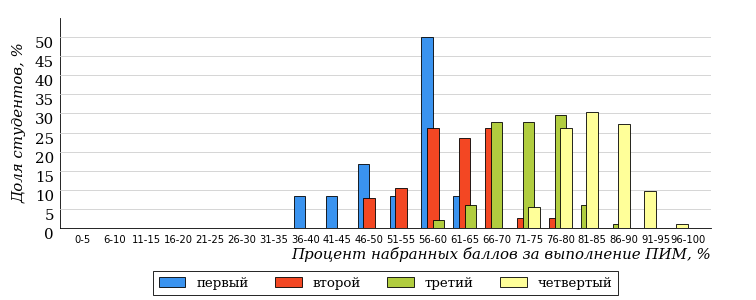 Доля студентов, %
50
45
40
35
30
25
20
15
10
5
0
0-5 6-10 11-15 16-20 21-25 26-30 31-35 36-40 41-45 46-50 51-55 56-60 61-65 66-70 71-75 76-80 81-85 86-90 91-95 96-100
Процент набранных баллов за выполнение ПИМ, %
первый второй третий четвертый